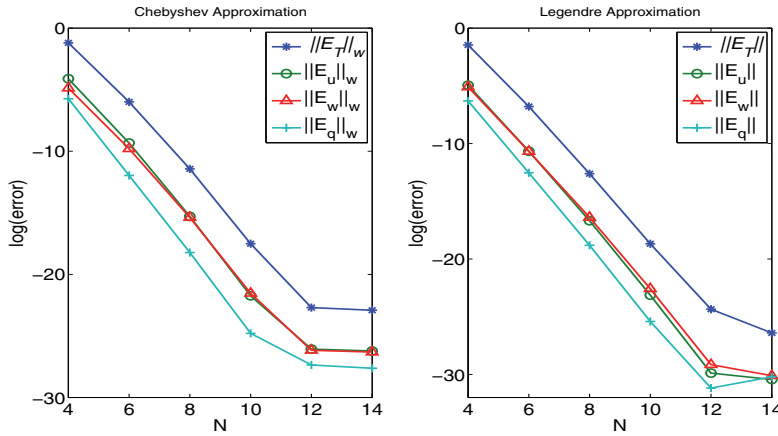 Chebyshev Approximation
0
−10
−20
−30
4
6
8
10
12
14
N
log(error)
||E_T||_w
||E_u||_w
||E_w||_w
||E_q||_w
Legendre Approximation
0
−10
−20
−30
4
6
8
10
12
14
N
log(error)
||E_T||
||E_u||
||E_w||
||E_q||